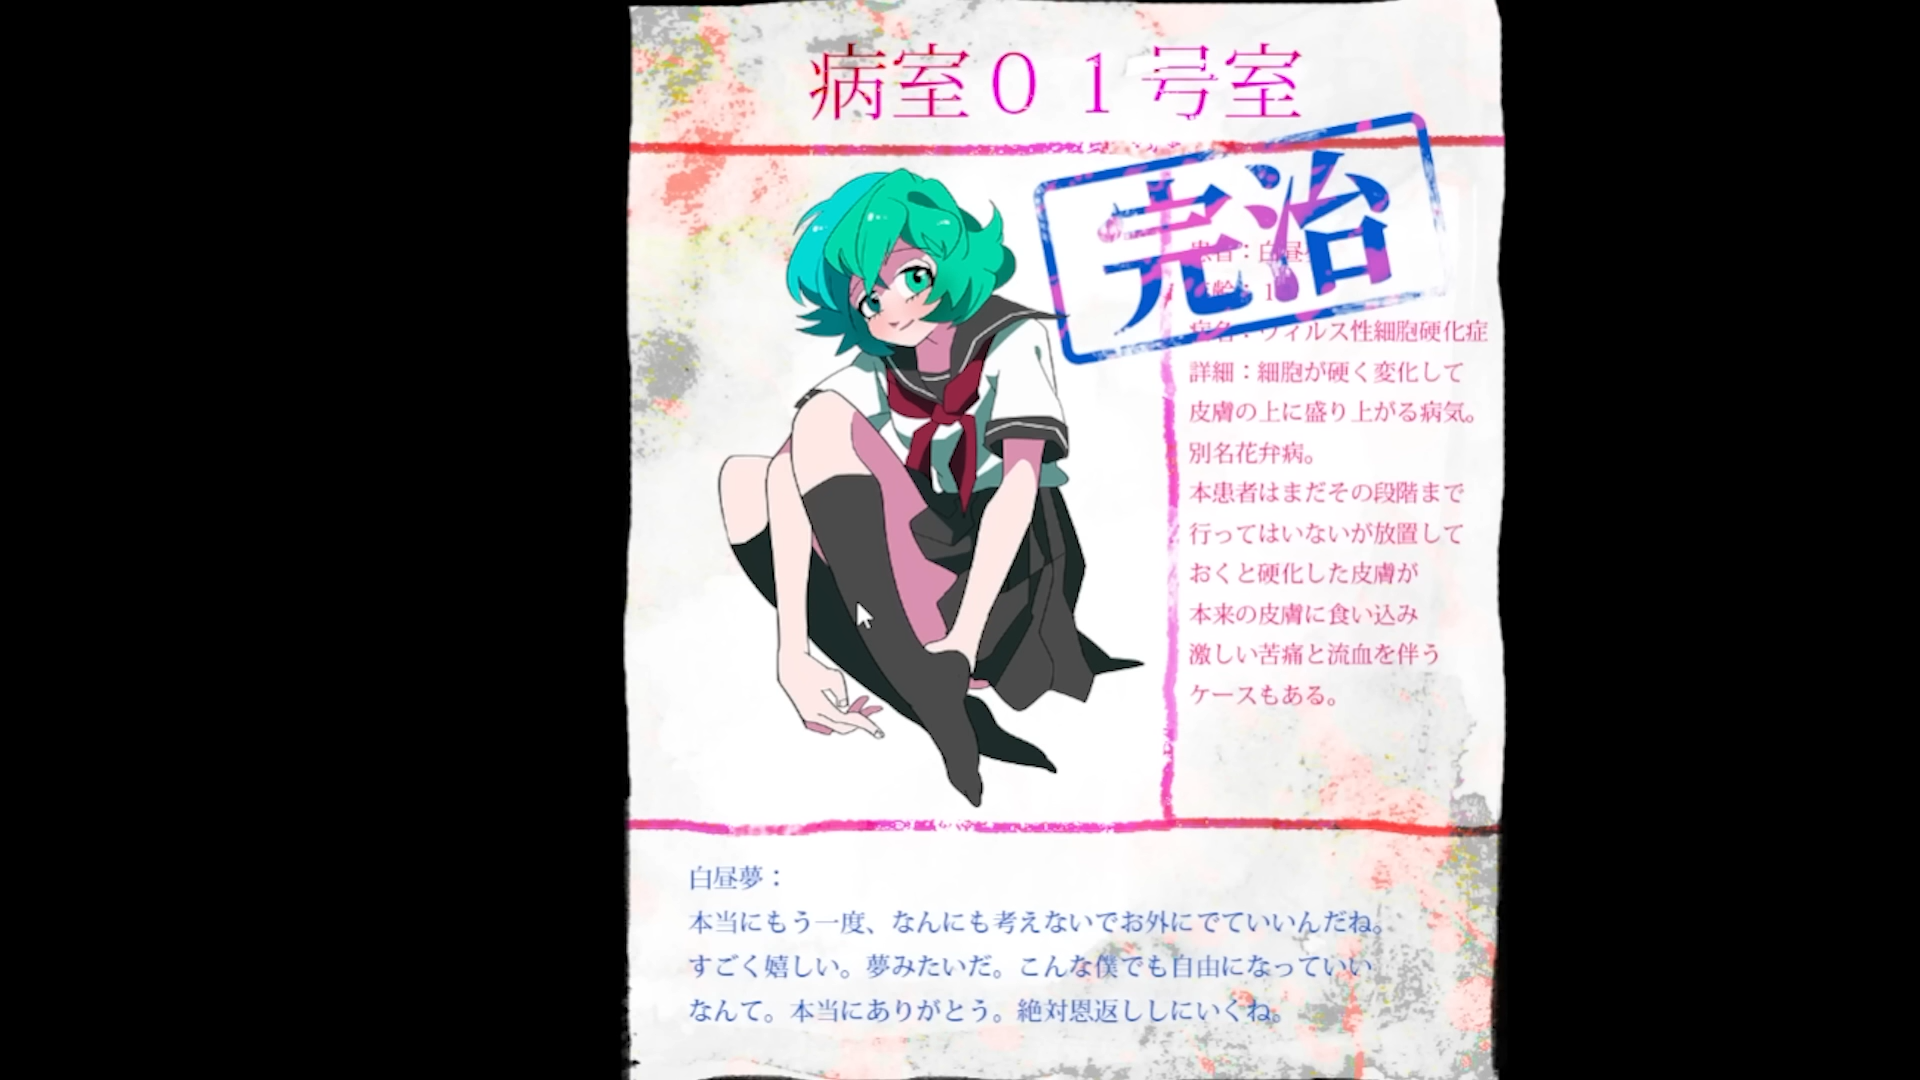 病室０１号室
完治
患者：白昼夢
年齢：1
病名：ウィルス性細胞硬化症
詳細：細胞が硬く変化して
皮膚の上に盛り上がる病気。
別名花弁病。
本患者はまだその段階まで
行ってはいないが放置して
おくと硬化した皮膚が
本来の皮膚に食い込み
激しい苦痛と流血を伴う
ケースもある。
白昼夢：
本当にもう一度、なんにも考えないでお外にでていいんだね。
すごく嬉しい。夢みたいだ。こんな僕でも自由になっていい
なんて。本当にありがとう。絶対恩返ししにいくね。